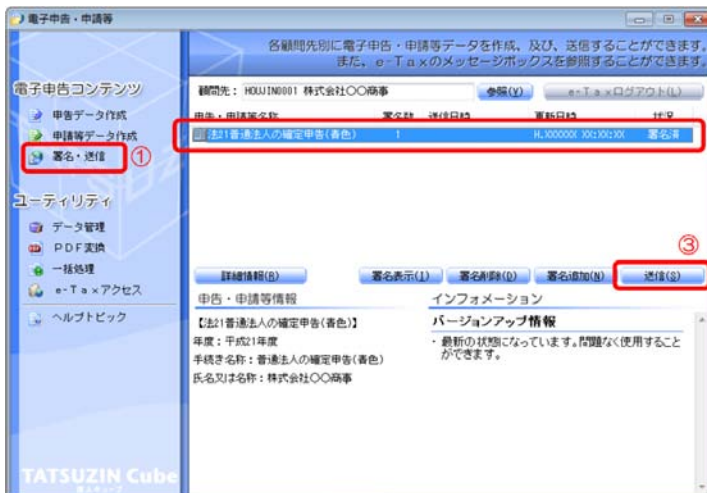 電子申告・申請等
各顧問先別に電子申告・申請等データを作成、及び、送信することができます。
また、e-Taxのメッセージボックスを参照することができます。
電子申告コンテンツ
申告データ作成
申請等データ作成
署名・送信
①
ユーティリティ
データ管理
PDF変換
一括処理
e-Taxアクセス
ヘルプトピック
顧問先： HOUJIN0001 株式会社〇〇商事
参照(V)
e-Taxログアウト(L)
申告・申請等名称 署名数 送信日時 更新日時 状況
法21普通法人の確定申告(青色) 1 H.XXXXXX XX:XX:XX 署名済
③
詳細情報(R) 署名表示(I) 署名削除(D) 署名追加(N) 送信(S)
申告・申請等情報
【法21普通法人の確定申告(青色)】
年度：平成21年度
手続き名称：普通法人の確定申告(青色)
氏名又は名称：株式会社〇〇商事
インフォメーション
バージョンアップ情報
・最新の状態になっています。問題なく使用すること
ができます。
TATSUZIN Cube